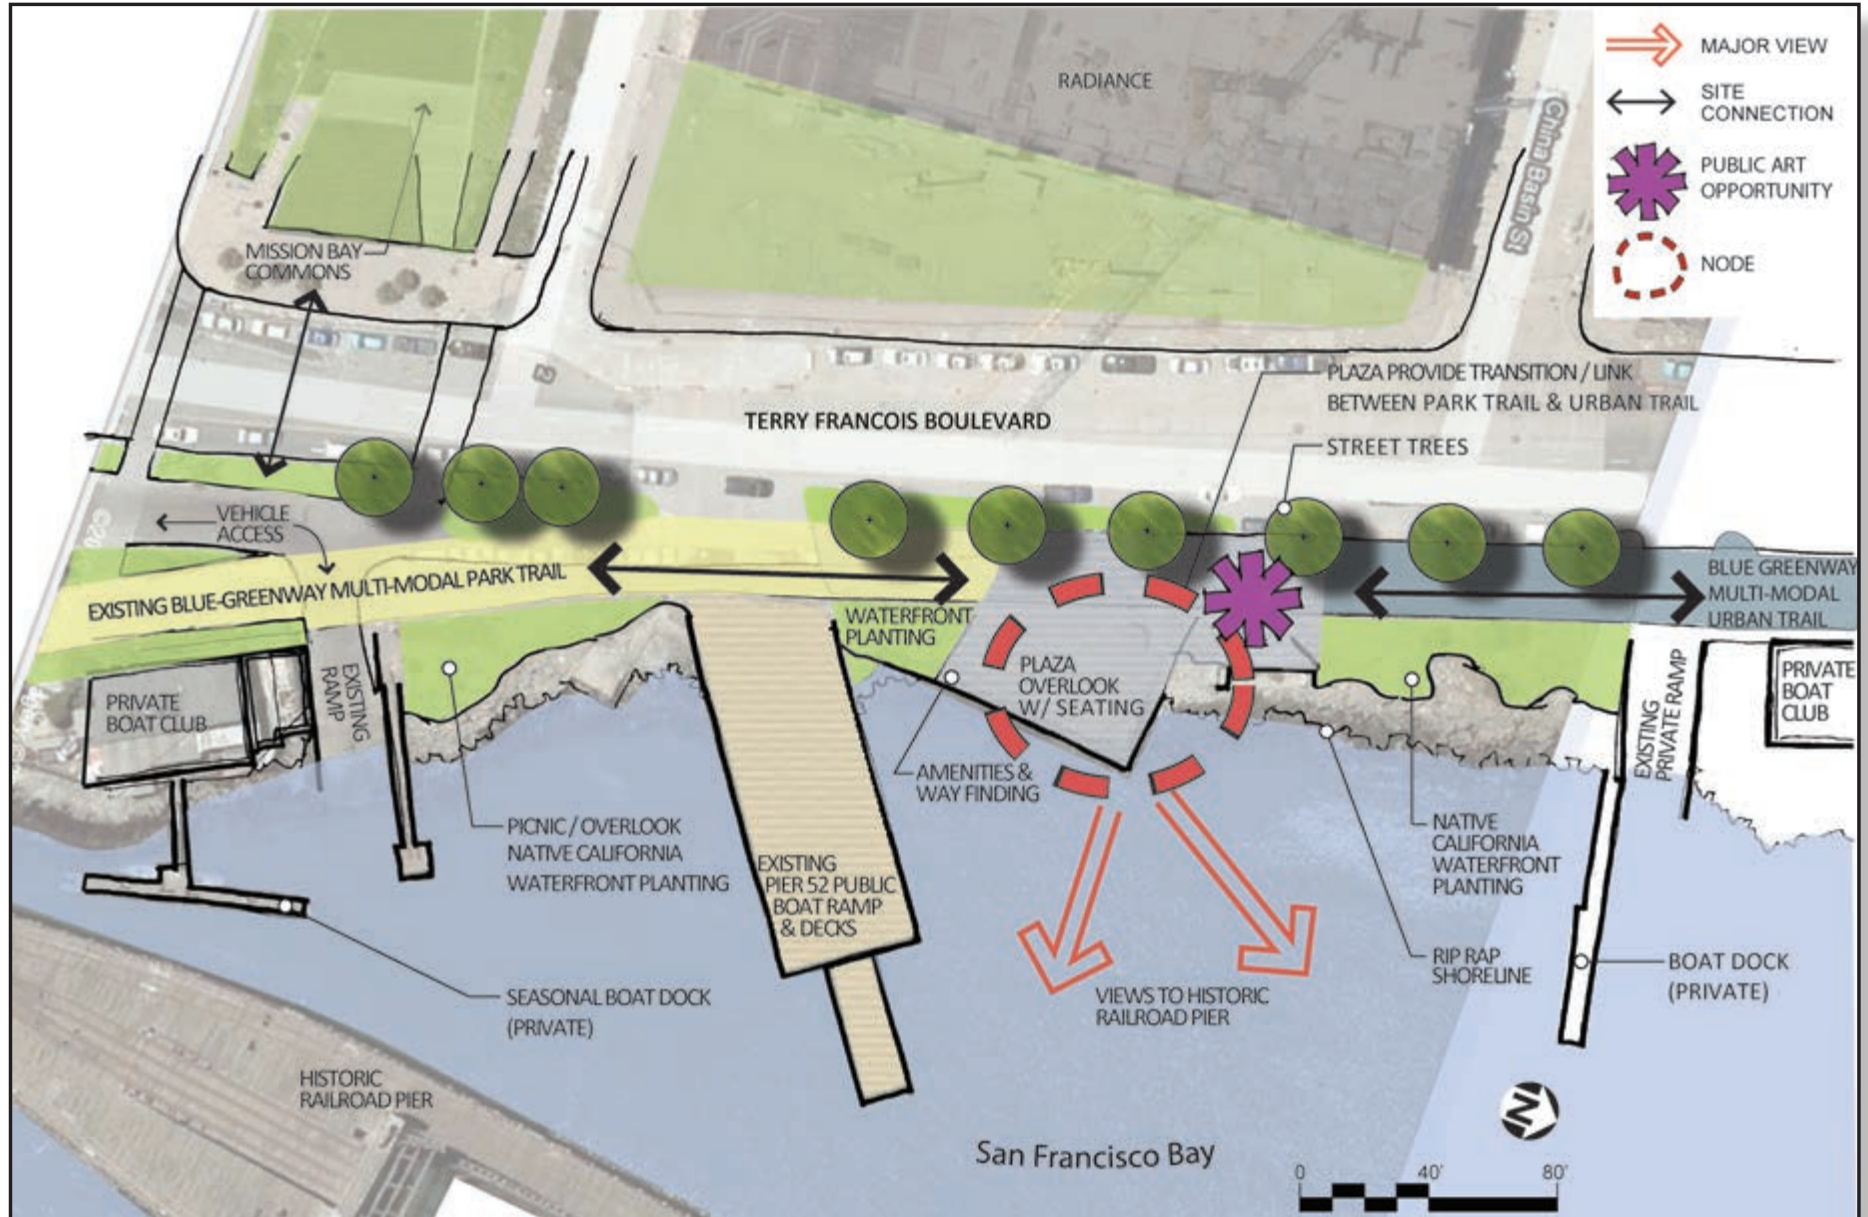 MAJOR VIEW
SITE
CONNECTION
PUBLIC ART
OPPORTUNITY
NODE
RADIANCE
China Basin St
MISSION BAY
COMMONS
TERRY FRANCOIS BOULEVARD
PLAZA PROVIDE TRANSITION / LINK
BETWEEN PARK TRAIL & URBAN TRAIL
STREET TREES
VEHICLE
ACCESS
EXISTING BLUE-GREENWAY MULTI-MODAL PARK TRAIL
BLUE GREENWAY
MULTI-MODAL
URBAN TRAIL
WATERFRONT
PLANTING
PLAZA
OVERLOOK
W/ SEATING
PRIVATE
BOAT CLUB
EXISTING
RAMP
EXISTING
PRIVATE RAMP
PRIVATE
BOAT
CLUB
AMENITIES &
WAY FINDING
PICNIC / OVERLOOK
NATIVE CALIFORNIA
WATERFRONT PLANTING
EXISTING
PIER 52 PUBLIC
BOAT RAMP
& DECKS
NATIVE
CALIFORNIA
WATERFRONT
PLANTING
RIP RAP
SHORELINE
BOAT DOCK
(PRIVATE)
SEASONAL BOAT DOCK
(PRIVATE)
VIEWS TO HISTORIC
RAILROAD PIER
HISTORIC
RAILROAD PIER
San Francisco Bay
N
0 40' 80'